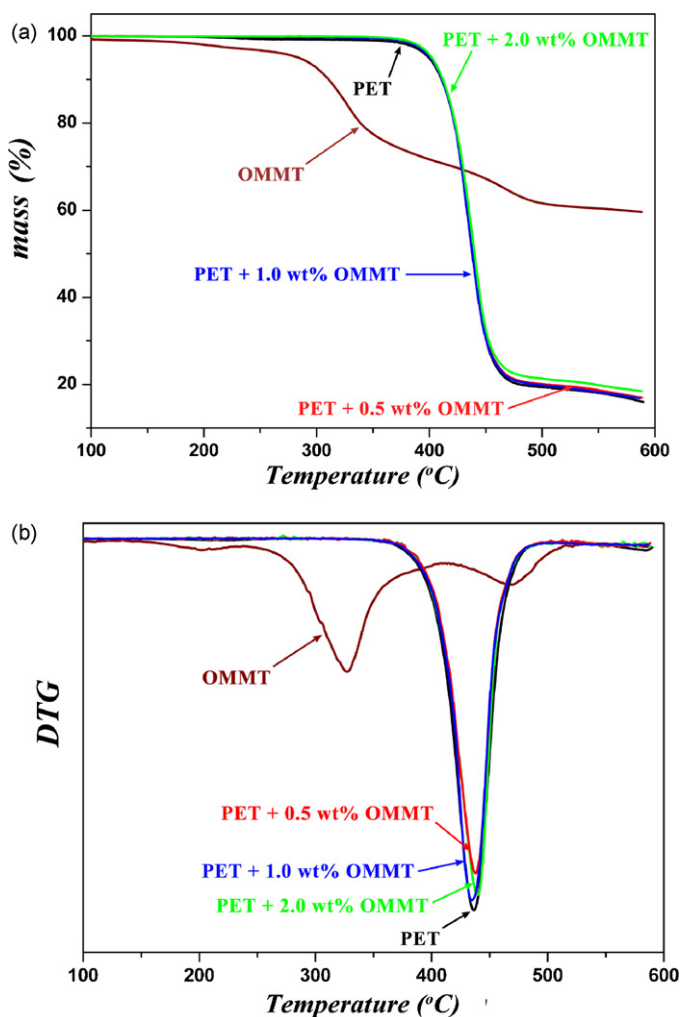 (a)
100
PET + 2.0 wt% OMMT
PET
80
OMMT
mass (%)
60
PET + 1.0 wt% OMMT
40
20
PET + 0.5 wt% OMMT
100 200 300 400 500 600
Temperature (°C)
(b)
OMMT
DTG
PET + 0.5 wt% OMMT
PET + 1.0 wt% OMMT
PET + 2.0 wt% OMMT
PET
100 200 300 400 500 600
Temperature (°C)